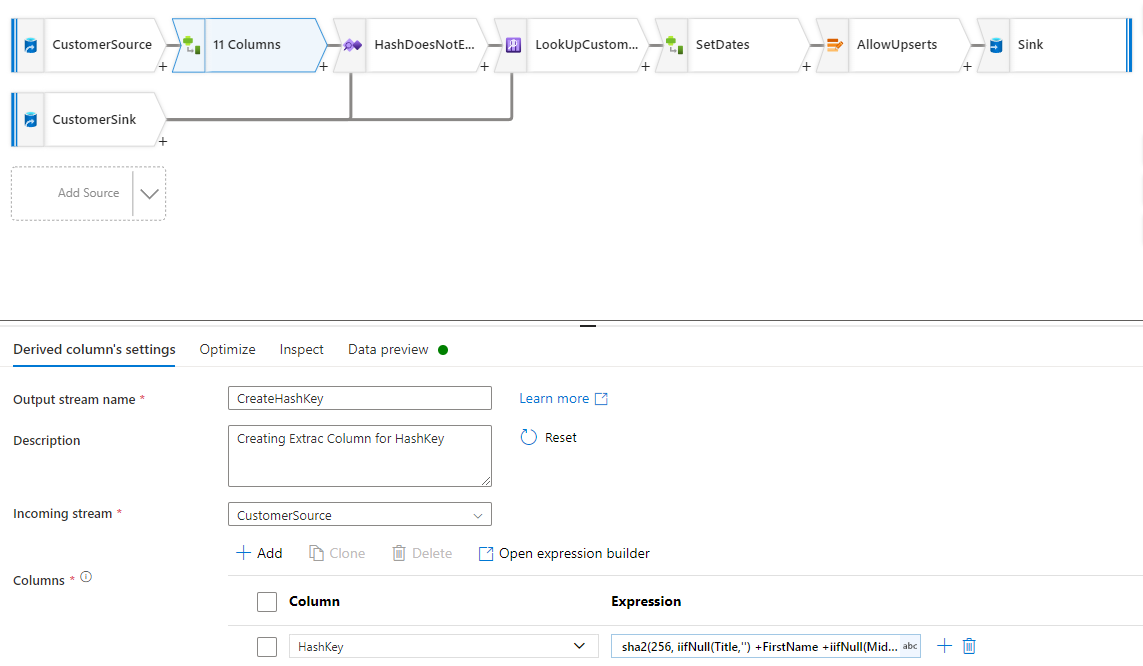 CustomerSource
11 Columns
HashDoesNotE...
LookUpCustom...
SetDates
AllowUpserts
Sink
+ + + + + +
CustomerSink
+
Add Source
Derived column's settings Optimize Inspect Data preview
Output stream name * CreateHashKey Learn more
Description Creating Extrac Column for HashKey Reset
Incoming stream * CustomerSource
+ Add Clone Delete Open expression builder
Columns *
Column Expression
HashKey sha2(256, iifNull(Title,'') +FirstName +iifNull(Mid... abc +